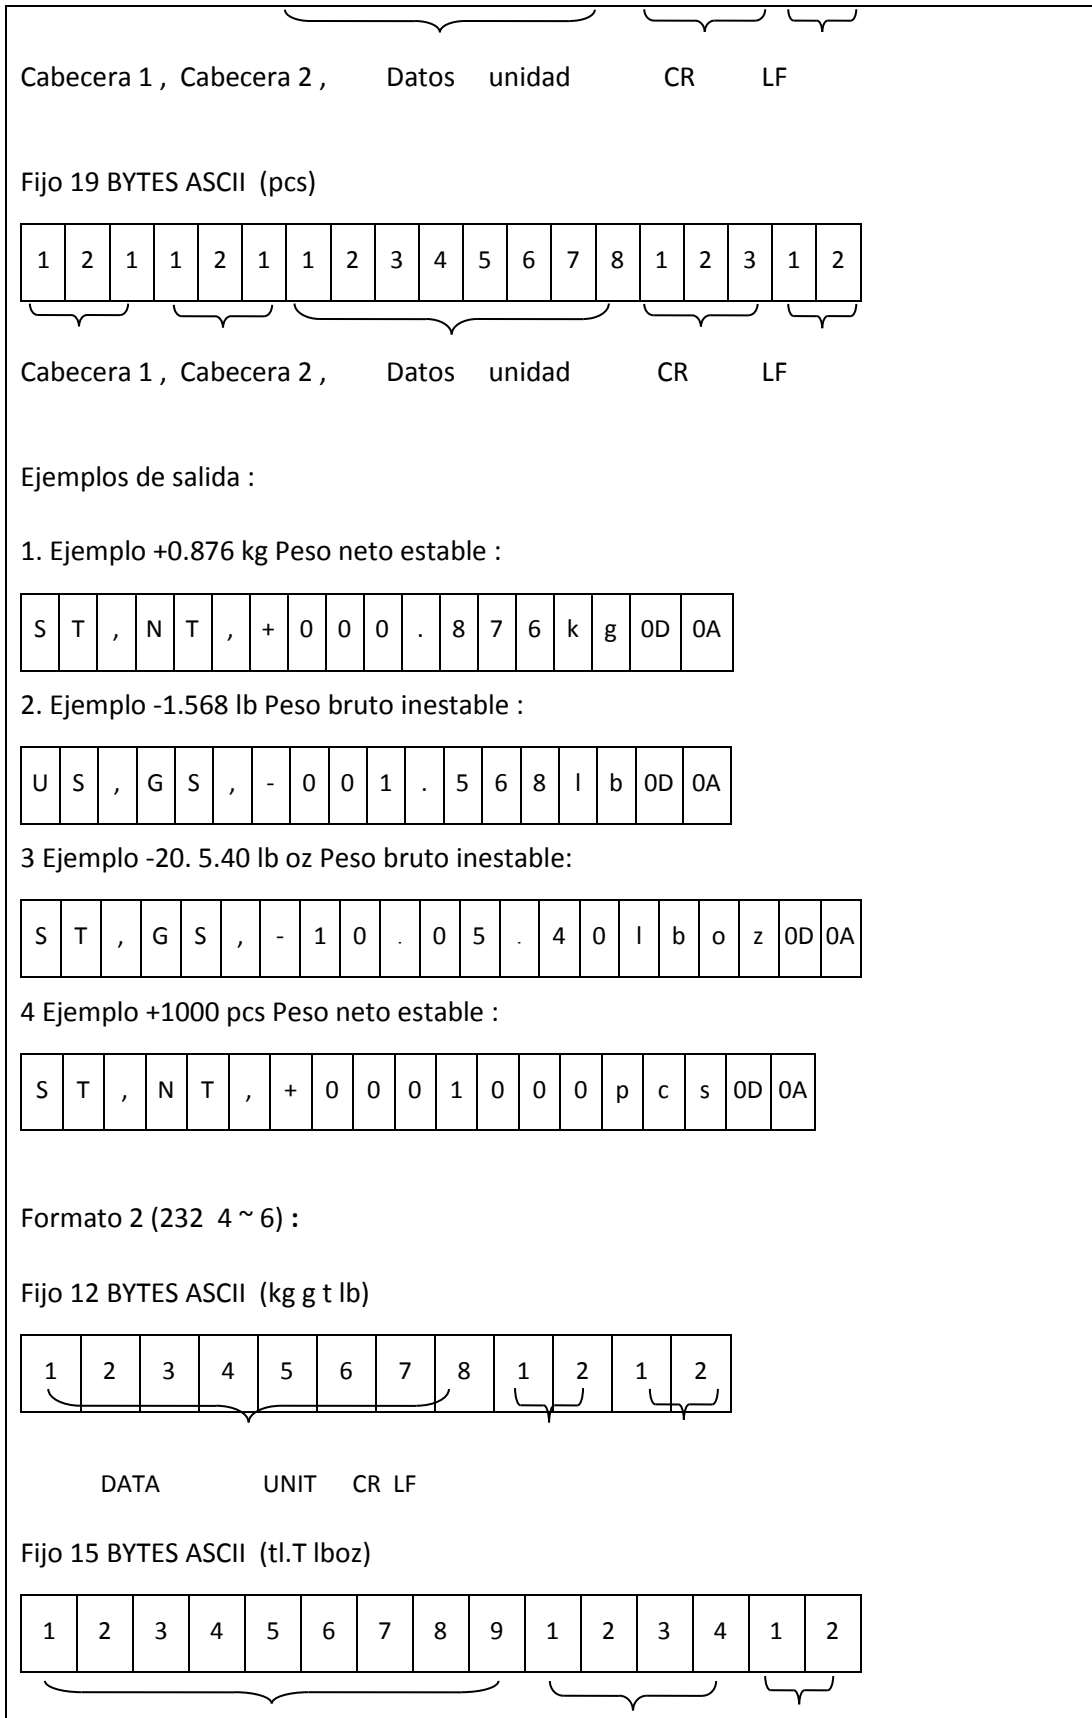 Cabecera 1 , Cabecera 2 , Datos unidad CR LF
Fijo 19 BYTES ASCII (pcs)
1 2 1 1 2 1 1 2 3 4 5 6 7 8 1 2 3 1 2
Cabecera 1 , Cabecera 2 , Datos unidad CR LF
Ejemplos de salida :
1. Ejemplo +0.876 kg Peso neto estable :
S T , N T , + 0 0 0 . 8 7 6 k g 0D 0A
2. Ejemplo -1.568 lb Peso bruto inestable :
U S , G S , - 0 0 1 . 5 6 8 l b 0D 0A
3 Ejemplo -20. 5.40 lb oz Peso bruto inestable:
S T , G S , - 1 0 . 0 5 . 4 0 l b o z 0D 0A
4 Ejemplo +1000 pcs Peso neto estable :
S T , N T , + 0 0 0 1 0 0 0 p c s 0D 0A
Formato 2 (232 4 ~ 6) :
Fijo 12 BYTES ASCII (kg g t lb)
1 2 3 4 5 6 7 8 1 2 1 2
DATA UNIT CR LF
Fijo 15 BYTES ASCII (tl.T lboz)
1 2 3 4 5 6 7 8 9 1 2 3 4 1 2